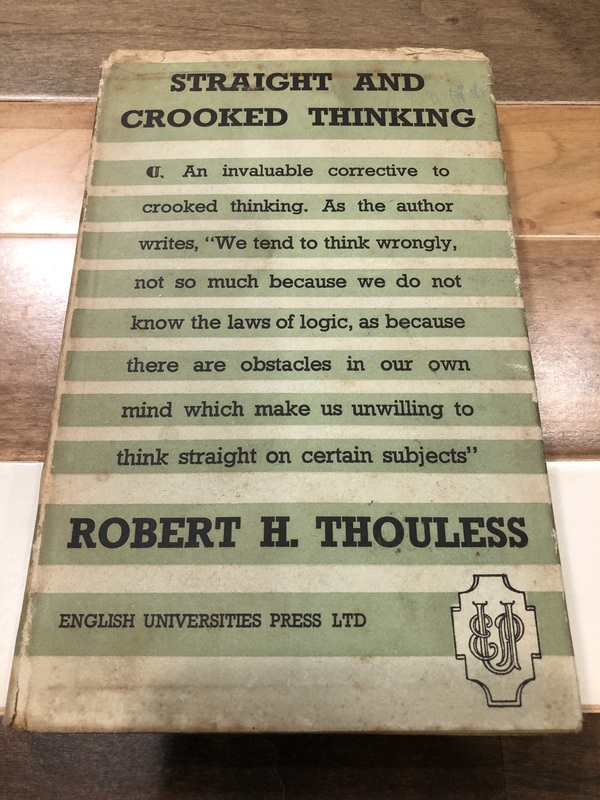 STRAIGHT AND
CROOKED THINKING
❡. An invaluable corrective to
crooked thinking. As the author
writes, “We tend to think wrongly,
not so much because we do not
know the laws of logic, as because
there are obstacles in our own
mind which make us unwilling to
think straight on certain subjects”
ROBERT H. THOULESS
ENGLISH UNIVERSITIES PRESS LTD
EUP